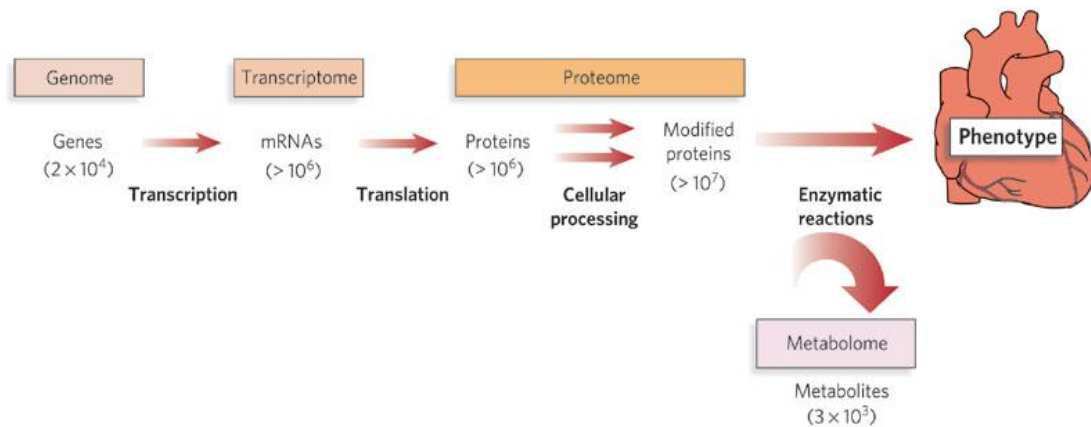 Genome
Transcriptome
Proteome
Genes
(2 × 10⁴)
Transcription
mRNAs
(> 10⁶)
Translation
Proteins
(> 10⁶)
Cellular
processing
Modified
proteins
(> 10⁷)
Enzymatic
reactions
Phenotype
Metabolome
Metabolites
(3 × 10³)